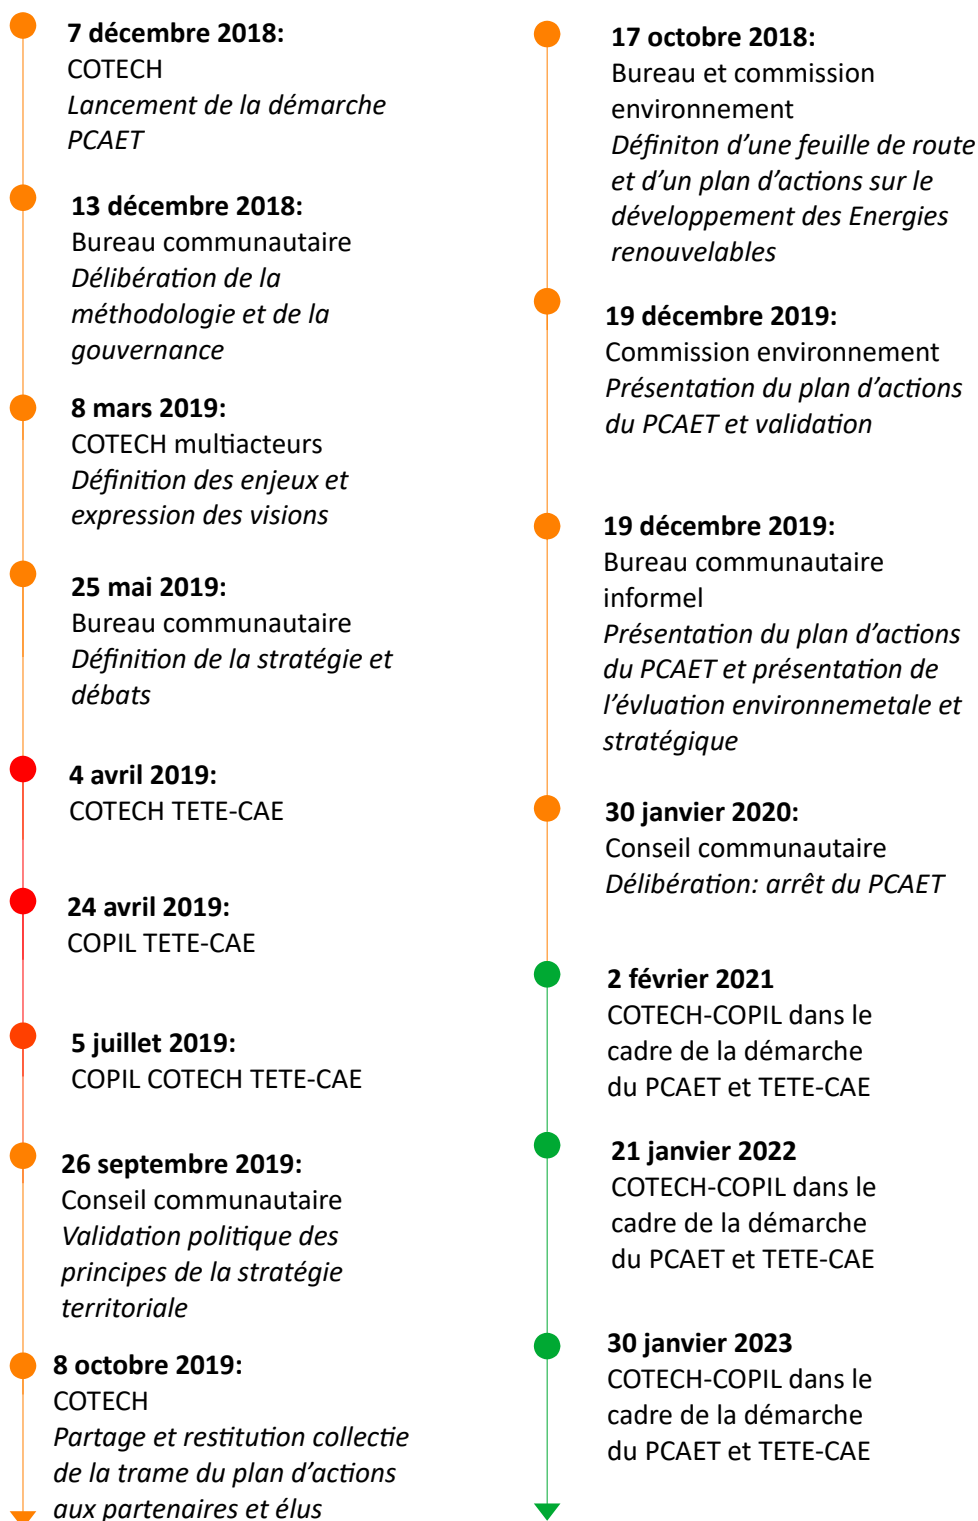 7 décembre 2018:
COTECH
Lancement de la démarche
PCAET
13 décembre 2018:
Bureau communautaire
Délibération de la
méthodologie et de la
gouvernance
8 mars 2019:
COTECH multiacteurs
Définition des enjeux et
expression des visions
25 mai 2019:
Bureau communautaire
Définition de la stratégie et
débats
4 avril 2019:
COTECH TETE-CAE
24 avril 2019:
COPIL TETE-CAE
5 juillet 2019:
COPIL COTECH TETE-CAE
26 septembre 2019:
Conseil communautaire
Validation politique des
principes de la stratégie
territoriale
8 octobre 2019:
COTECH
Partage et restitution collectie
de la trame du plan d'actions
aux partenaires et élus
17 octobre 2018:
Bureau et commission
environnement
Définiton d'une feuille de route
et d'un plan d'actions sur le
développement des Energies
renouvelables
19 décembre 2019:
Commission environnement
Présentation du plan d'actions
du PCAET et validation
19 décembre 2019:
Bureau communautaire
informel
Présentation du plan d'actions
du PCAET et présentation de
l'évluation environnemetale et
stratégique
30 janvier 2020:
Conseil communautaire
Délibération: arrêt du PCAET
2 février 2021
COTECH-COPIL dans le
cadre de la démarche
du PCAET et TETE-CAE
21 janvier 2022
COTECH-COPIL dans le
cadre de la démarche
du PCAET et TETE-CAE
30 janvier 2023
COTECH-COPIL dans le
cadre de la démarche
du PCAET et TETE-CAE